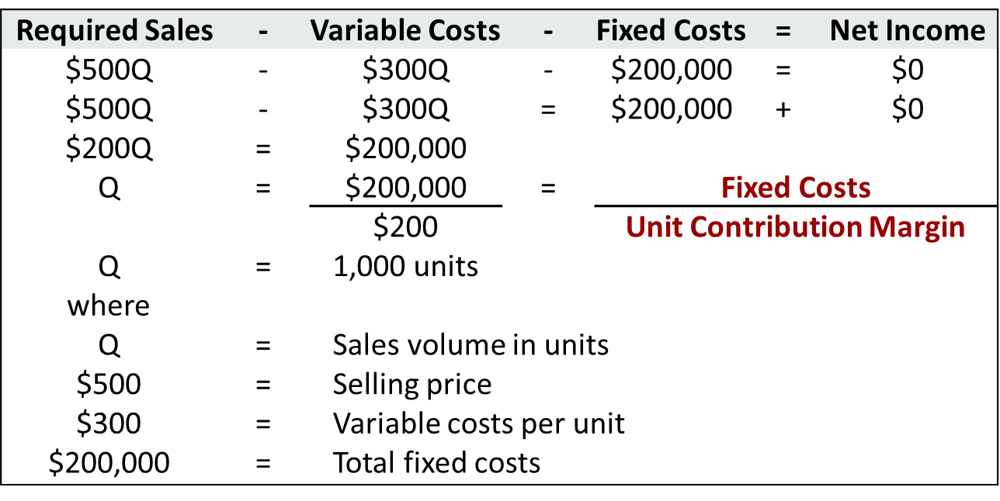 Required Sales - Variable Costs - Fixed Costs = Net Income
$500Q - $300Q - $200,000 = $0
$500Q - $300Q = $200,000 + $0
$200Q = $200,000
Q = $200,000 = Fixed Costs
$200 Unit Contribution Margin
Q = 1,000 units
where
Q = Sales volume in units
$500 = Selling price
$300 = Variable costs per unit
$200,000 = Total fixed costs